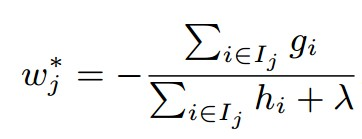 w_j^* = -\frac{\sum_{i \in I_j} g_i}{\sum_{i \in I_j} h_i + \lambda}